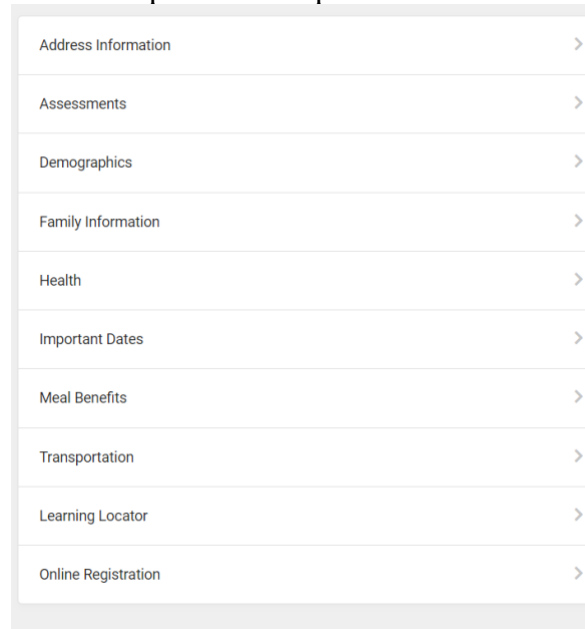 Address Information
Assessments
Demographics
Family Information
Health
Important Dates
Meal Benefits
Transportation
Learning Locator
Online Registration